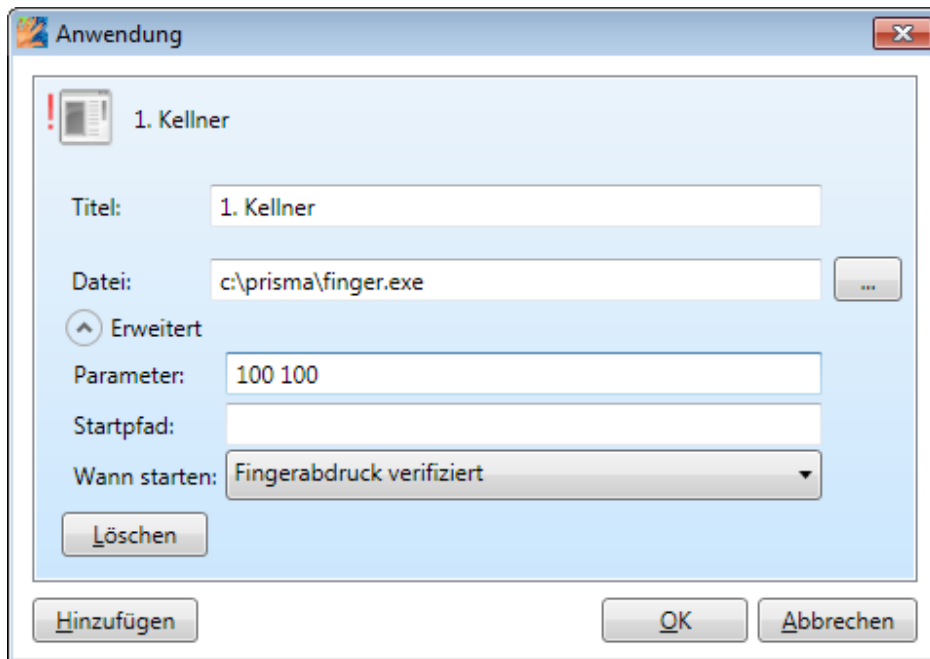 Anwendung
1. Kellner
Titel: 1. Kellner
Datei: c:\prisma\finger.exe ...
Erweitert
Parameter: 100 100
Startpfad:
Wann starten: Fingerabdruck verifiziert
Löschen
Hinzufügen OK Abbrechen